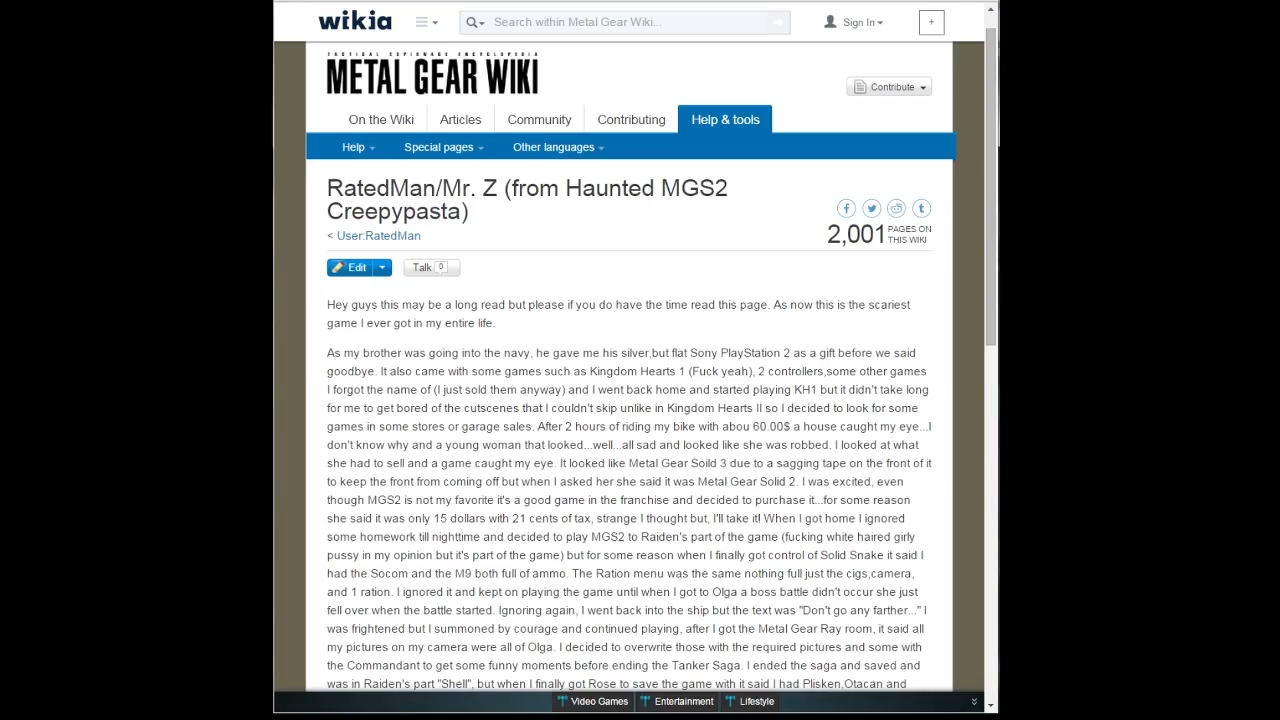 wikia
Search within Metal Gear Wiki...
Sign In
+
TACTICAL ESPIONAGE ENCYCLOPEDIA
METAL GEAR WIKI
Contribute
On the Wiki Articles Community Contributing Help & tools
Help Special pages Other languages
RatedMan/Mr. Z (from Haunted MGS2
Creepypasta)
2,001 PAGES ON
THIS WIKI
< User:RatedMan
Edit Talk 0
Hey guys this may be a long read but please if you do have the time read this page. As now this is the scariest
game I ever got in my entire life.
As my brother was going into the navy, he gave me his silver,but flat Sony PlayStation 2 as a gift before we said
goodbye. It also came with some games such as Kingdom Hearts 1 (Fuck yeah), 2 controllers,some other games
I forgot the name of (I just sold them anyway) and I went back home and started playing KH1 but it didn't take long
for me to get bored of the cutscenes that I couldn't skip unlike in Kingdom Hearts II so I decided to look for some
games in some stores or garage sales. After 2 hours of riding my bike with abou 60.00$ a house caught my eye...I
don't know why and a young woman that looked...well...all sad and looked like she was robbed. I looked at what
she had to sell and a game caught my eye. It looked like Metal Gear Soild 3 due to a sagging tape on the front of it
to keep the front from coming off but when I asked her she said it was Metal Gear Solid 2. I was excited, even
though MGS2 is not my favorite it's a good game in the franchise and decided to purchase it...for some reason
she said it was only 15 dollars with 21 cents of tax, strange I thought but, I'll take it! When I got home I ignored
some homework till nighttime and decided to play MGS2 to Raiden's part of the game (fucking white haired girly
pussy in my opinion but it's part of the game) but for some reason when I finally got control of Solid Snake it said I
had the Socom and the M9 both full of ammo. The Ration menu was the same nothing full just the cigs,camera,
and 1 ration. I ignored it and kept on playing the game until when I got to Olga a boss battle didn't occur she just
fell over when the battle started. Ignoring again, I went back into the ship but the text was "Don't go any farther..." I
was frightened but I summoned by courage and continued playing, after I got the Metal Gear Ray room, it said all
my pictures on my camera were all of Olga. I decided to overwrite those with the required pictures and some with
the Commandant to get some funny moments before ending the Tanker Saga. I ended the saga and saved and
was in Raiden's part "Shell", but when I finally got Rose to save the game with it said I had Plisken,Otacan and
Video Games Entertainment Lifestyle